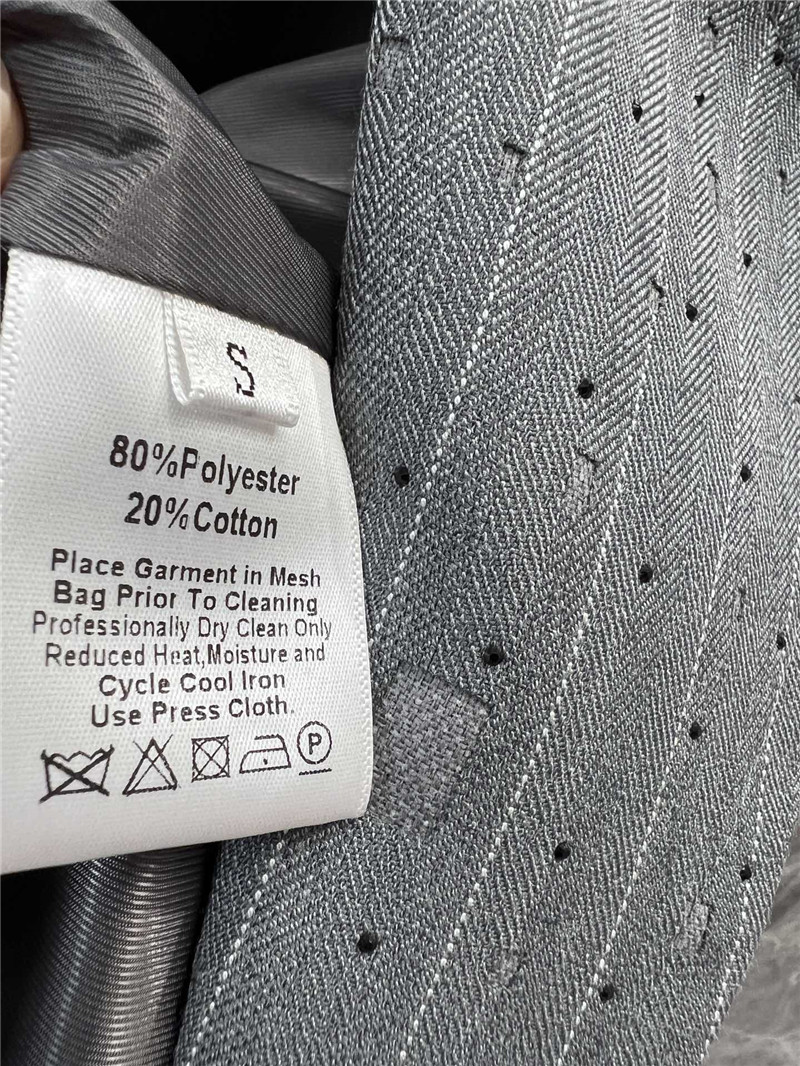 S
80%Polyester
20%Cotton
Place Garment in Mesh
Bag Prior To Cleaning
Professionally Dry Clean Only
Reduced Heat,Moisture and
Cycle Cool Iron
Use Press Cloth.
P